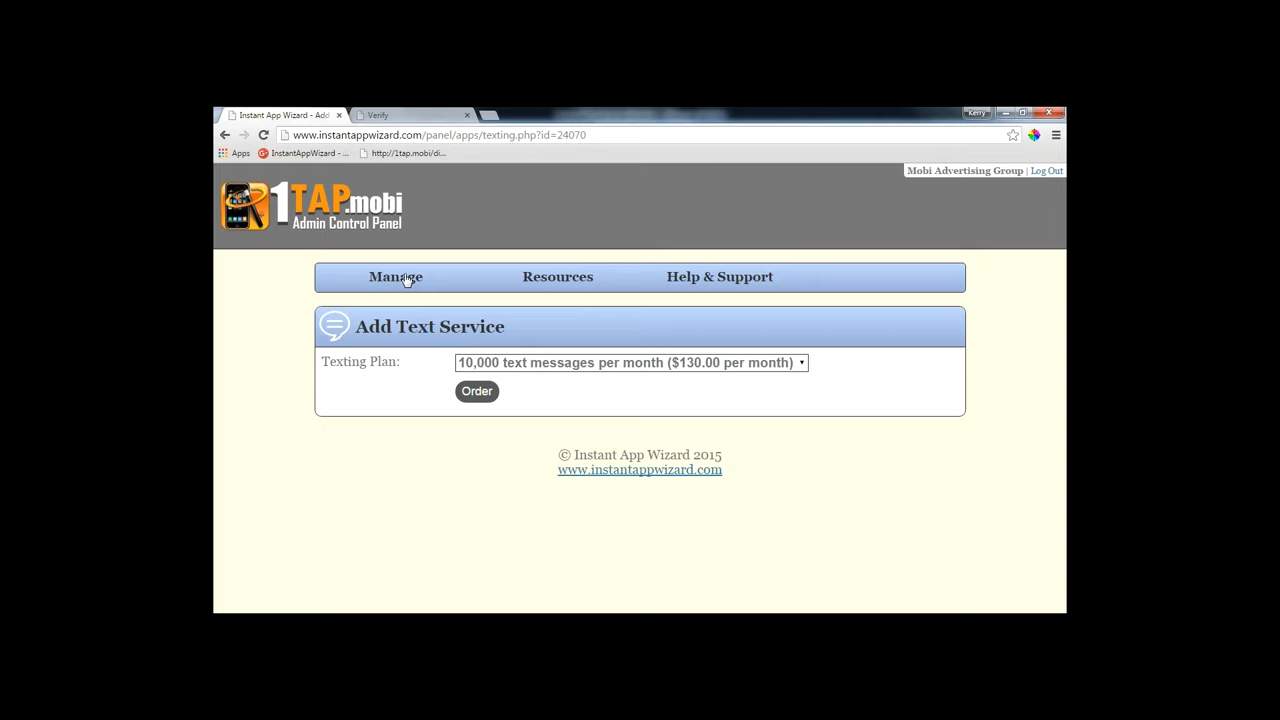 Instant App Wizard - Add
Verify
Kerry
www.instantappwizard.com/panel/apps/texting.php?id=24070
Apps
InstantAppWizard - ...
http://1tap.mobi/di...
Mobi Advertising Group | Log Out
1TAP.mobi
Admin Control Panel
Manage
Resources
Help & Support
Add Text Service
Texting Plan:
10,000 text messages per month ($130.00 per month)
Order
© Instant App Wizard 2015
www.instantappwizard.com